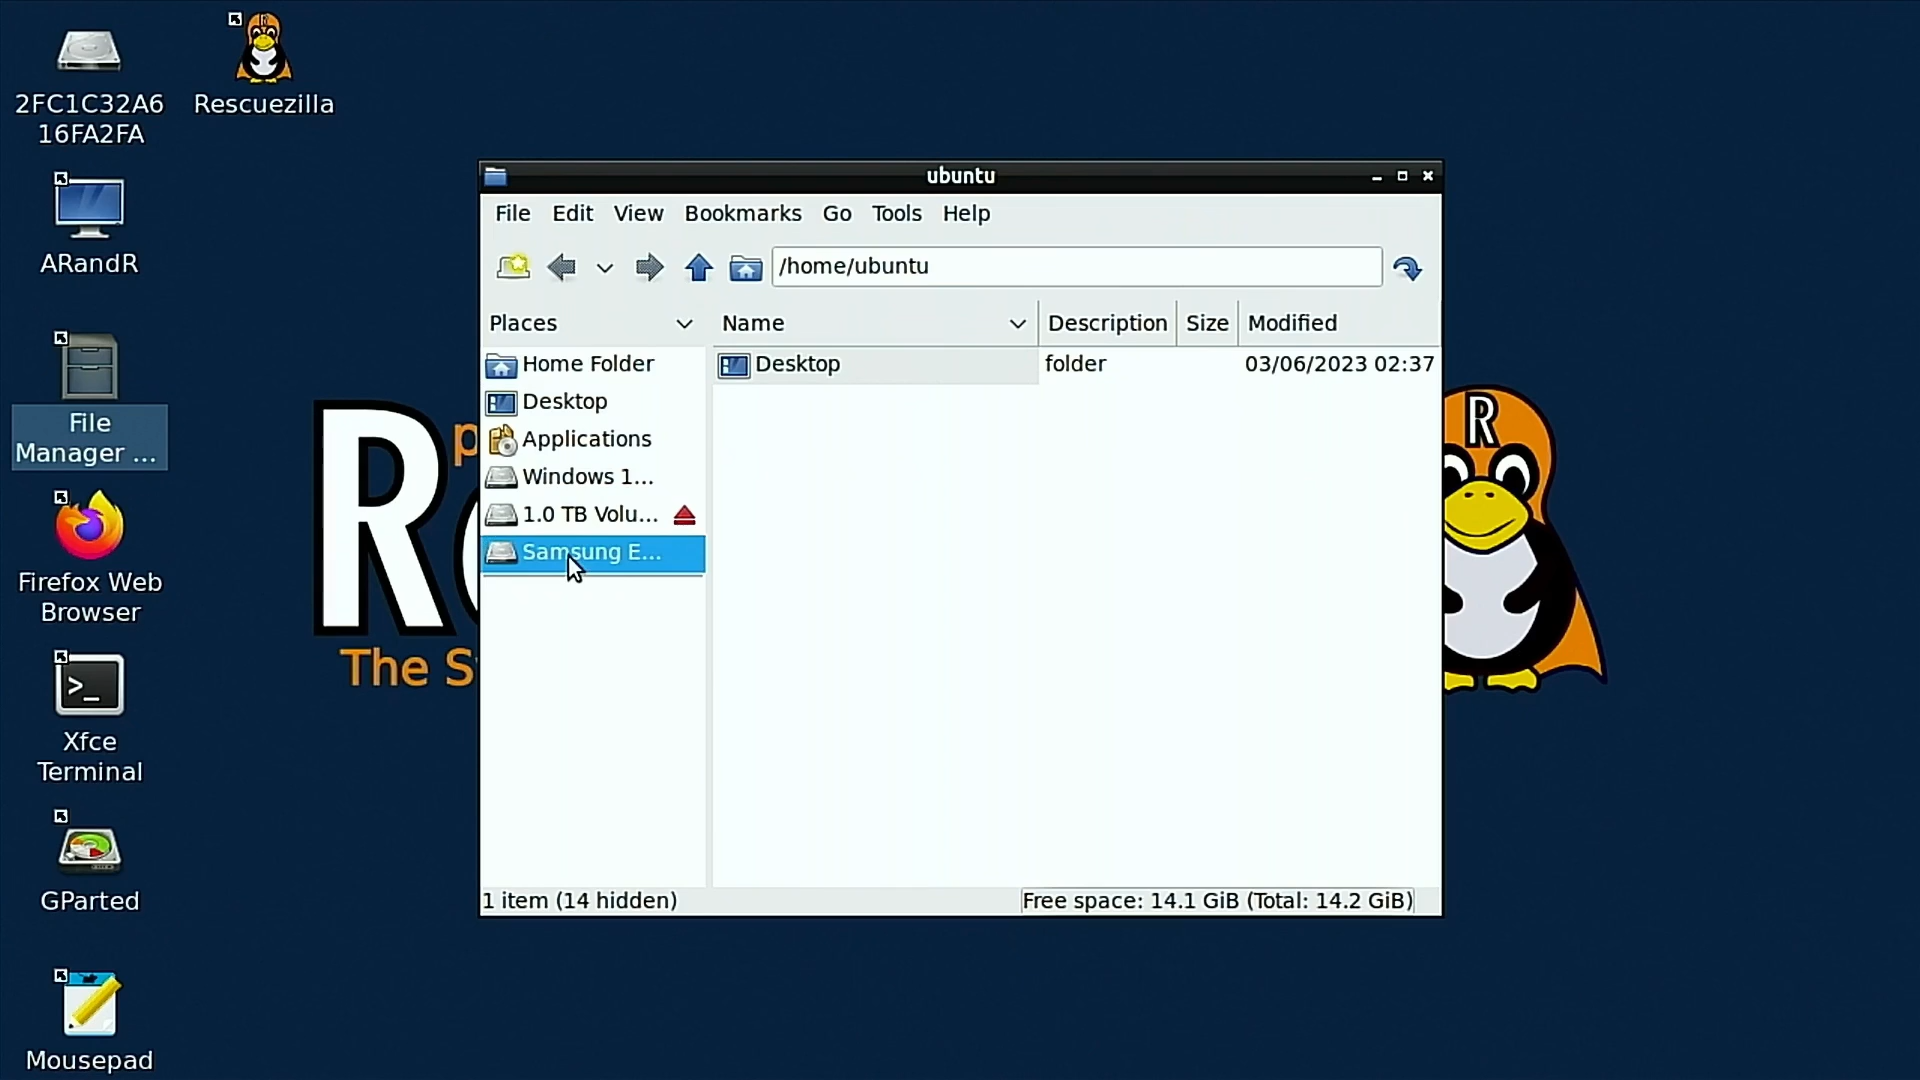 2FC1C32A6
16FA2FA
Rescuezilla
ARandR
File
Manager ...
Firefox Web
Browser
Xfce
Terminal
GParted
Mousepad
R
The S
R
ubuntu
File Edit View Bookmarks Go Tools Help
/home/ubuntu
Places
Name Description Size Modified
Home Folder
Desktop
Applications
Windows 1...
1.0 TB Volu...
Samsung E...
Desktop folder 03/06/2023 02:37
1 item (14 hidden)
Free space: 14.1 GiB (Total: 14.2 GiB)